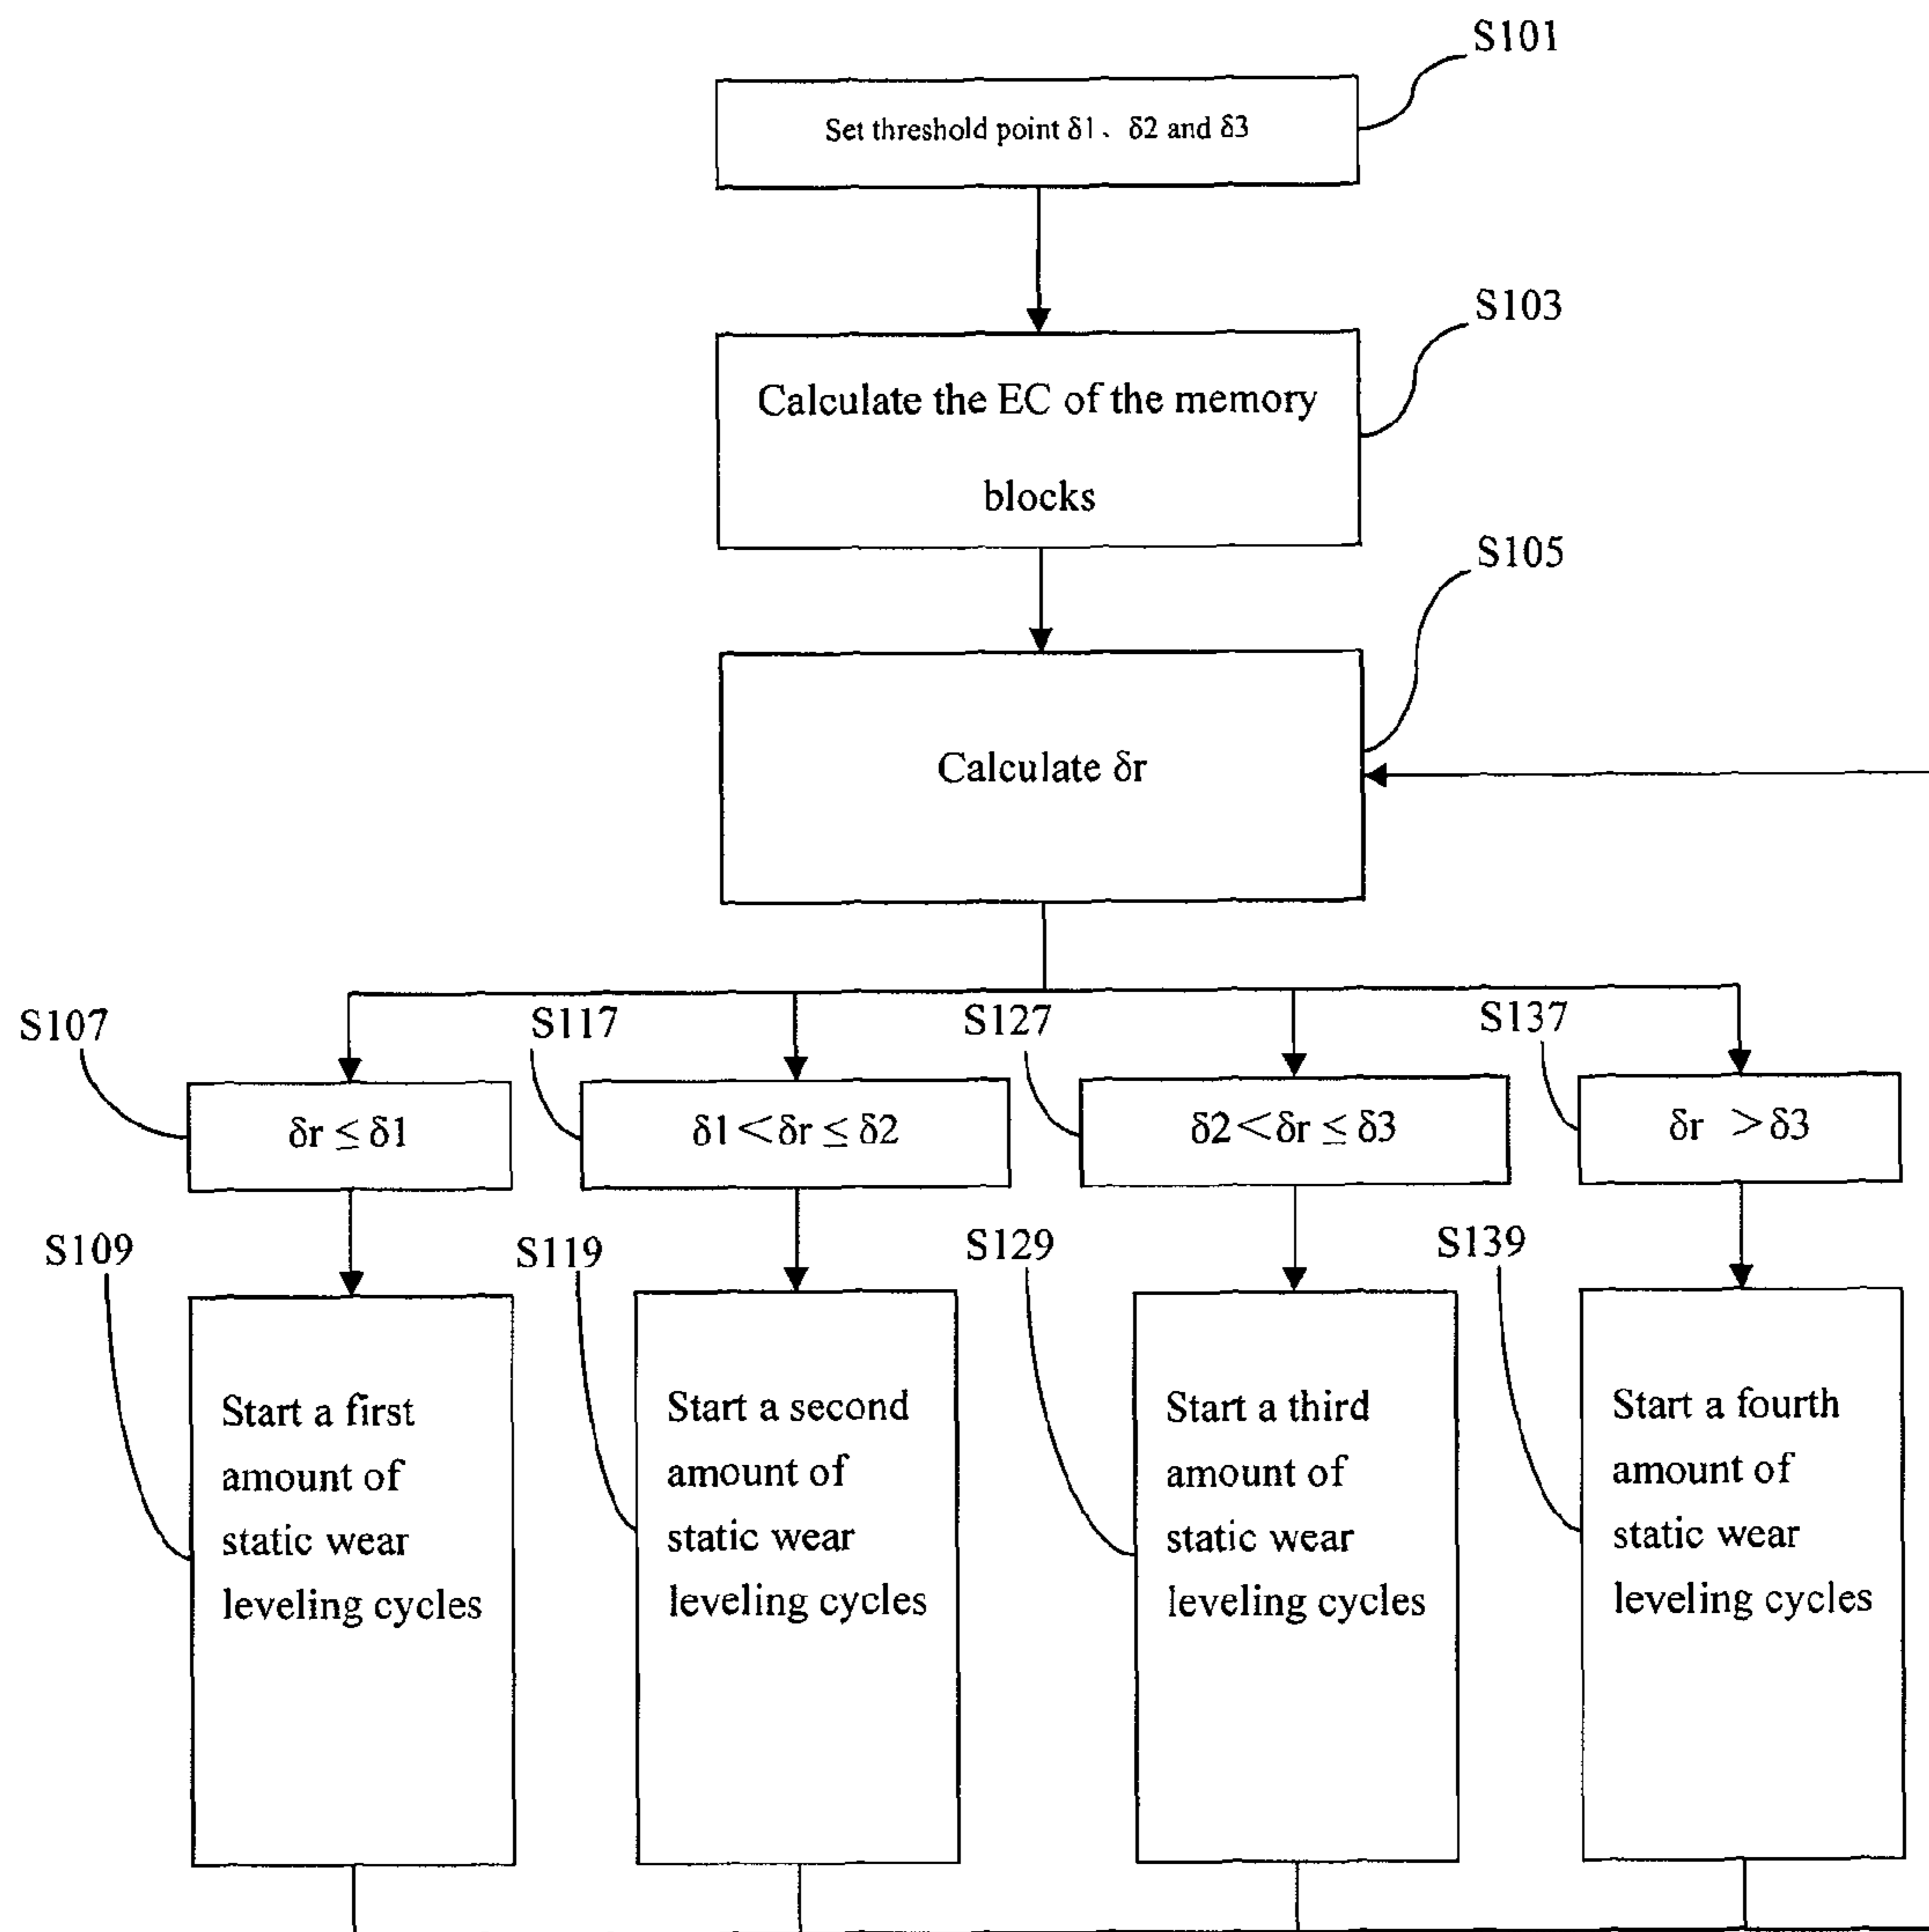 S101
Set threshold point δ1、 δ2 and δ3
S103
Calculate the EC of the memory
blocks
S105
Calculate δr
S107
S117
S127
S137
δr ≤ δ1
δ1＜δr ≤ δ2
δ2＜δr ≤ δ3
δr ＞δ3
S109
S119
S129
S139
Start a first
amount of
static wear
leveling cycles
Start a second
amount of
static wear
leveling cycles
Start a third
amount of
static wear
leveling cycles
Start a fourth
amount of
static wear
leveling cycles